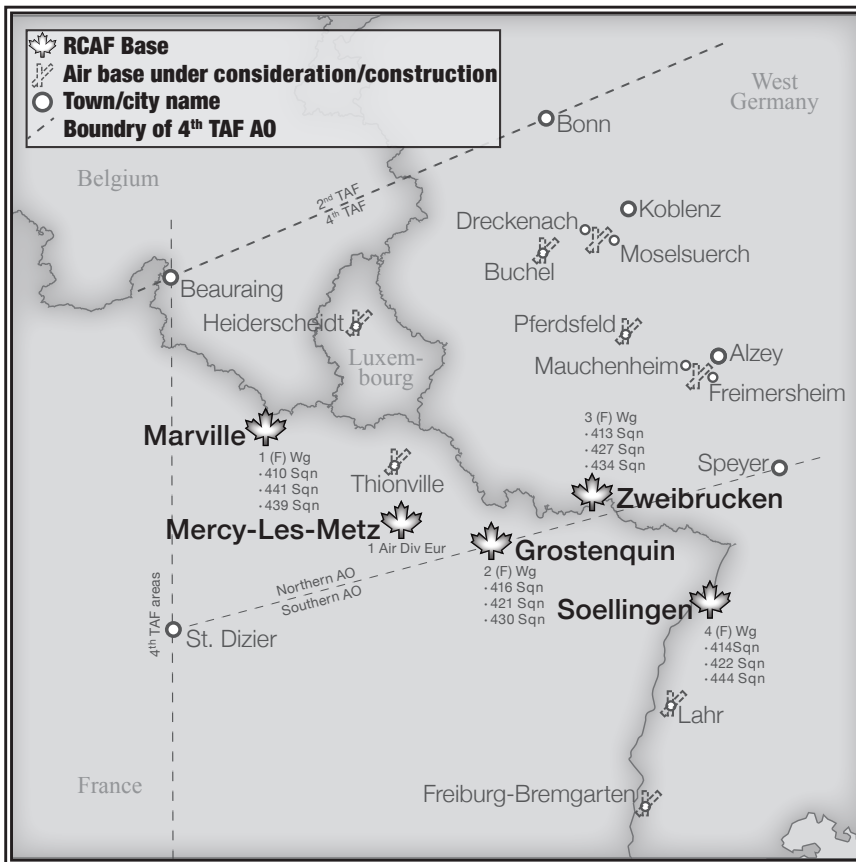 RCAF Base
Air base under consideration/construction
Town/city name
Boundry of 4th TAF AO
West
Germany
Bonn
Belgium
2nd TAF
4th TAF
Koblenz
Dreckenach
Moselsuerch
Buchel
Beauraing
Heiderscheidt
Pferdsfeld
Luxem-
bourg
Alzey
Mauchenheim
Freimersheim
Marville
1 (F) Wg
· 410 Sqn
· 441 Sqn
· 439 Sqn
3 (F) Wg
· 413 Sqn
· 427 Sqn
· 434 Sqn
Speyer
Thionville
Zweibrucken
Mercy-Les-Metz
1 Air Div Eur
Grostenquin
2 (F) Wg
· 416 Sqn
· 421 Sqn
· 430 Sqn
Northern AO
Southern AO
Soellingen
4 (F) Wg
· 414Sqn
· 422 Sqn
· 444 Sqn
4th TAF areas
St. Dizier
Lahr
France
Freiburg-Bremgarten